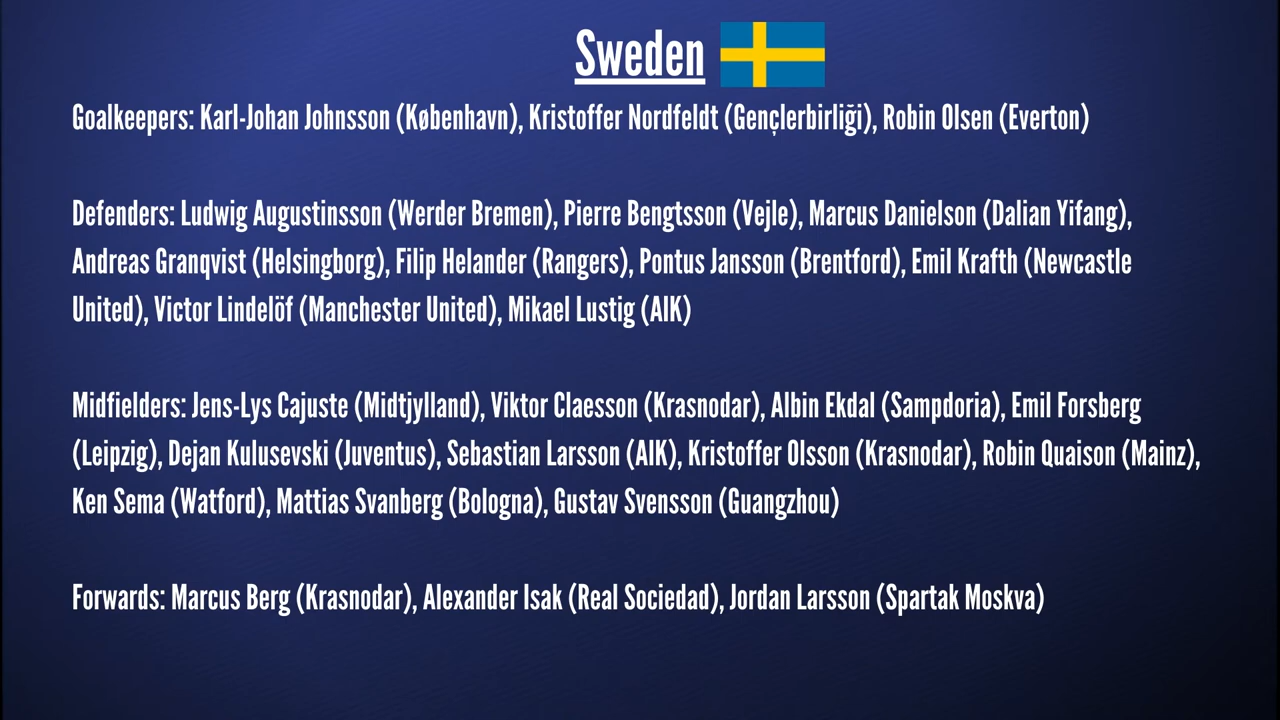 Sweden
Goalkeepers: Karl-Johan Johnsson (København), Kristoffer Nordfeldt (Gençlerbirliği), Robin Olsen (Everton)
Defenders: Ludwig Augustinsson (Werder Bremen), Pierre Bengtsson (Vejle), Marcus Danielson (Dalian Yifang),
Andreas Granqvist (Helsingborg), Filip Helander (Rangers), Pontus Jansson (Brentford), Emil Krafth (Newcastle
United), Victor Lindelöf (Manchester United), Mikael Lustig (AIK)
Midfielders: Jens-Lys Cajuste (Midtjylland), Viktor Claesson (Krasnodar), Albin Ekdal (Sampdoria), Emil Forsberg
(Leipzig), Dejan Kulusevski (Juventus), Sebastian Larsson (AIK), Kristoffer Olsson (Krasnodar), Robin Quaison (Mainz),
Ken Sema (Watford), Mattias Svanberg (Bologna), Gustav Svensson (Guangzhou)
Forwards: Marcus Berg (Krasnodar), Alexander Isak (Real Sociedad), Jordan Larsson (Spartak Moskva)